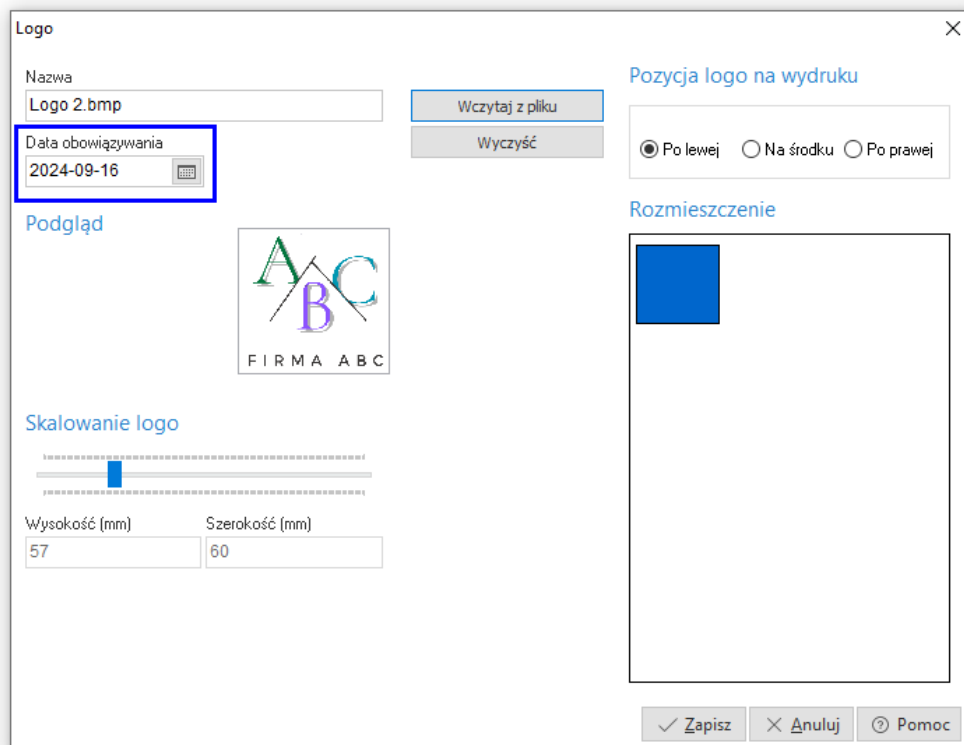 Logo
Nazwa
Logo 2.bmp
Data obowiązywania
2024-09-16
Wczytaj z pliku
Wyczyść
Pozycja logo na wydruku
Po lewej Na środku Po prawej
Podgląd
A B C
FIRMA ABC
Rozmieszczenie
Skalowanie logo
Wysokość (mm) Szerokość (mm)
57 60
Zapisz Anuluj Pomoc